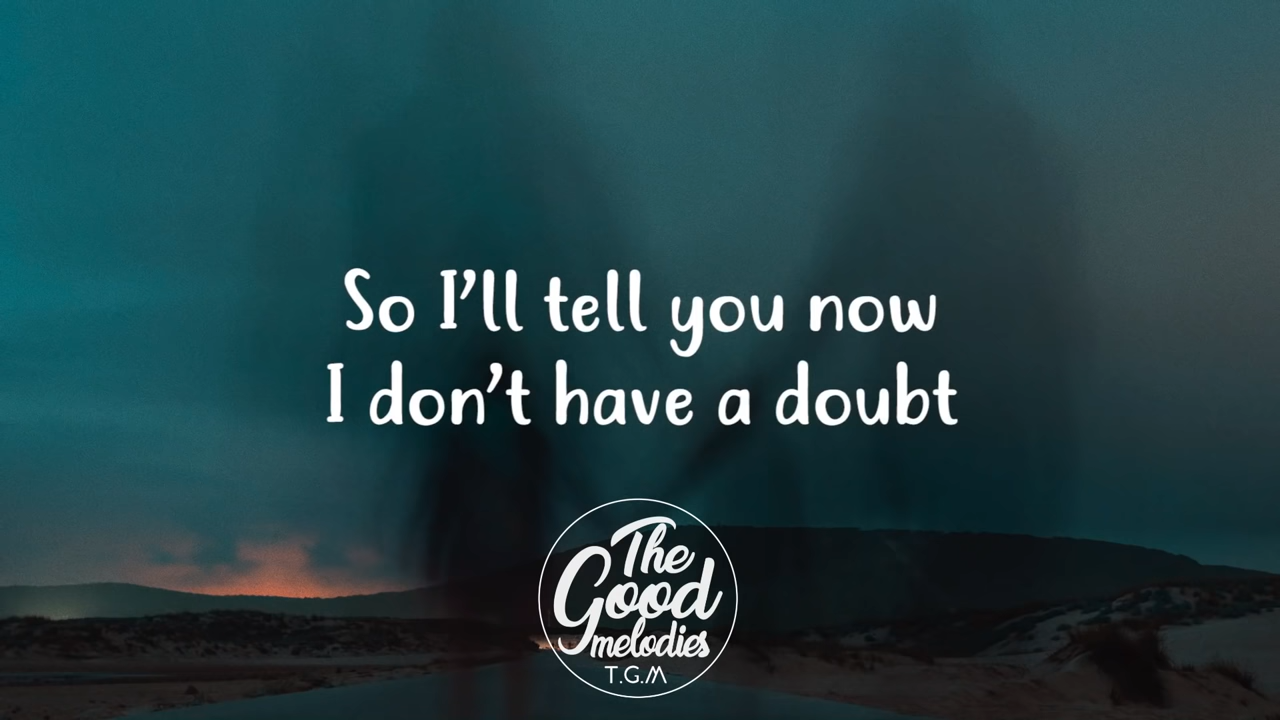 So I'll tell you now
I don't have a doubt
The
Good
melodies
T.G.M